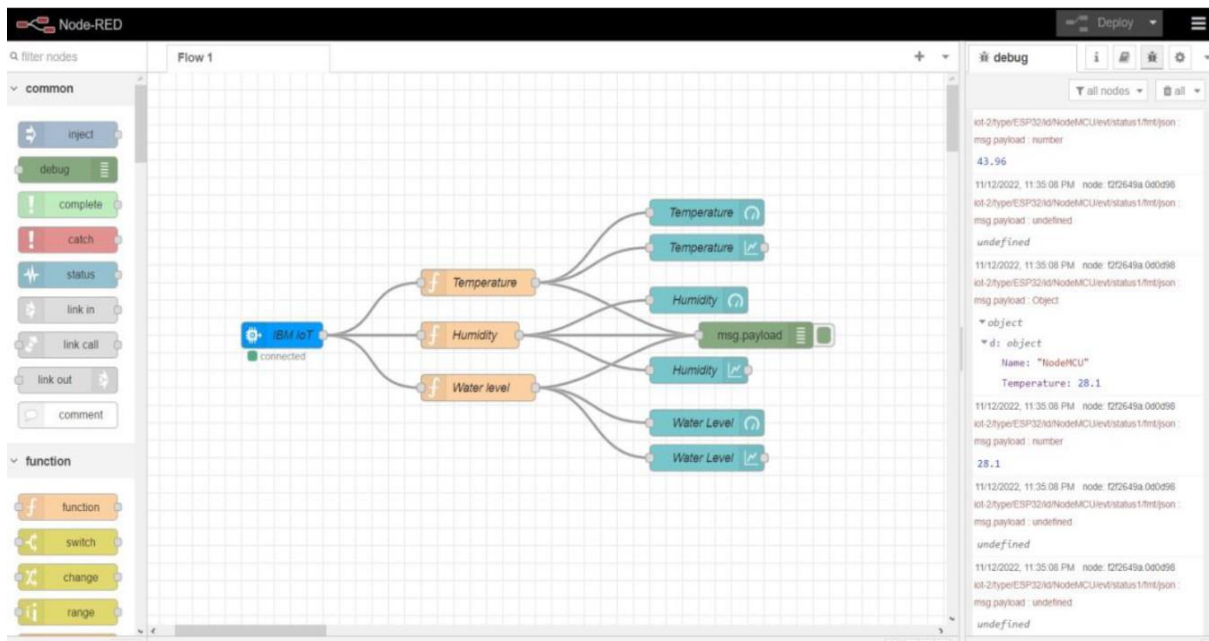 Node-RED
Deploy
filter nodes
Flow 1
debug
i
all nodes
all
common
inject
debug
complete
catch
status
link in
link call
link out
comment
function
f function
switch
change
range
IBM IoT
connected
f Temperature
f Humidity
f Water level
Temperature
Temperature
Humidity
msg.payload
Humidity
Water Level
Water Level
iot-2/type/ESP32/id/NodeMCU/evt/status1/fmt/json :
msg.payload : number
43.96
11/12/2022, 11:35:08 PM node: f2f2649a.0d0d98
iot-2/type/ESP32/id/NodeMCU/evt/status1/fmt/json :
msg.payload : undefined
undefined
11/12/2022, 11:35:08 PM node: f2f2649a.0d0d98
iot-2/type/ESP32/id/NodeMCU/evt/status1/fmt/json :
msg.payload : Object
object
d: object
Name: "NodeMCU"
Temperature: 28.1
11/12/2022, 11:35:08 PM node: f2f2649a.0d0d98
iot-2/type/ESP32/id/NodeMCU/evt/status1/fmt/json :
msg.payload : number
28.1
11/12/2022, 11:35:08 PM node: f2f2649a.0d0d98
iot-2/type/ESP32/id/NodeMCU/evt/status1/fmt/json :
msg.payload : undefined
undefined
11/12/2022, 11:35:08 PM node: f2f2649a.0d0d98
iot-2/type/ESP32/id/NodeMCU/evt/status1/fmt/json :
msg.payload : undefined
undefined